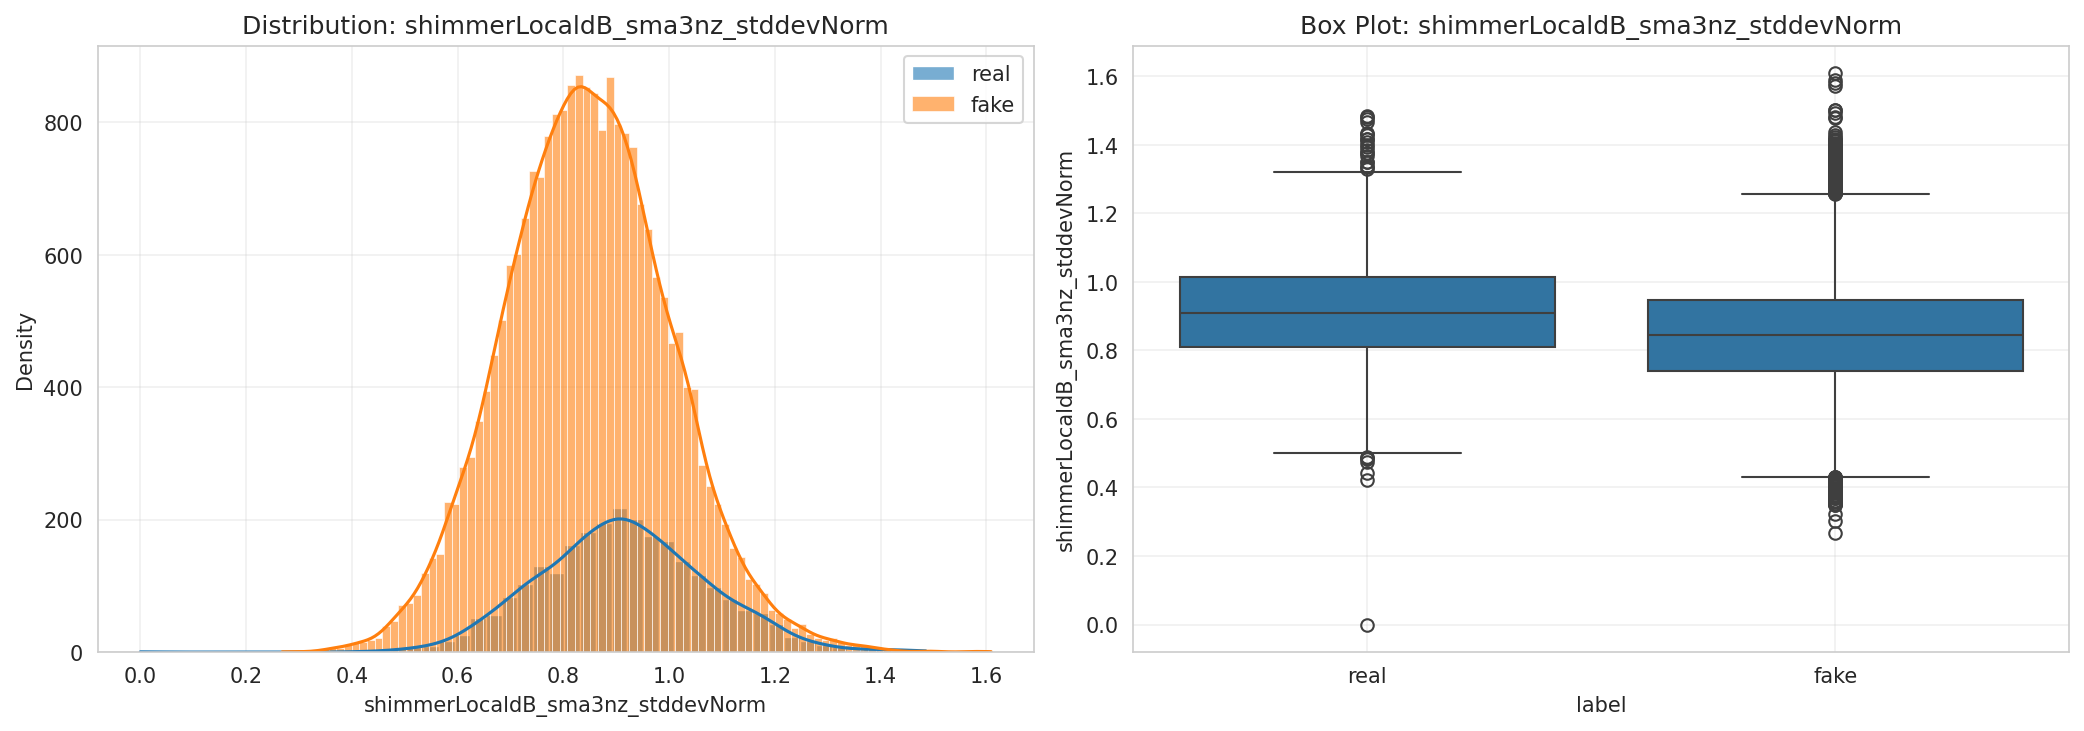 Distribution: shimmerLocaldB_sma3nz_stddevNorm
real
fake
Density
800
600
400
200
0
0.0 0.2 0.4 0.6 0.8 1.0 1.2 1.4 1.6
shimmerLocaldB_sma3nz_stddevNorm
Box Plot: shimmerLocaldB_sma3nz_stddevNorm
shimmerLocaldB_sma3nz_stddevNorm
1.6
1.4
1.2
1.0
0.8
0.6
0.4
0.2
0.0
real fake
label